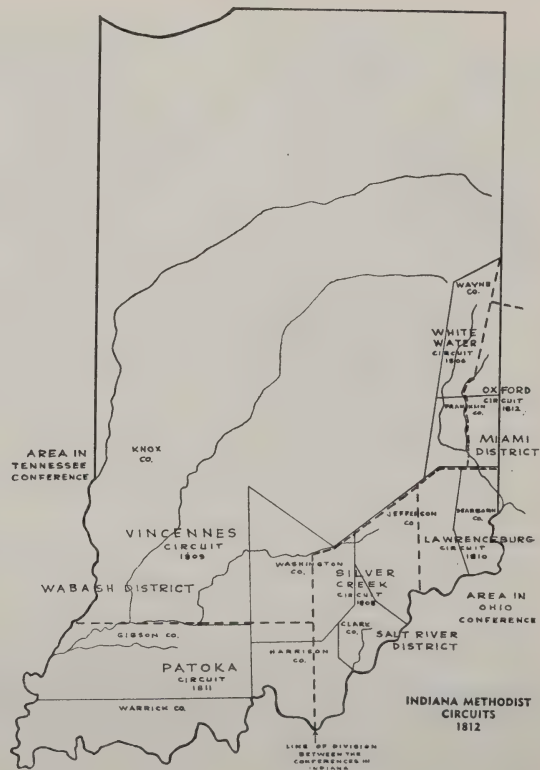 WAYNE
CO.
WHITE
WATER
CIRCUIT
1806
OXFORD
CIRCUIT
1812
FRANKLIN
CO.
MIAMI
DISTRICT
AREA IN
TENNESSEE
CONFERENCE
KNOX
CO.
JEFFERSON
CO.
DEARBORN
CO.
VINCENNES
CIRCUIT
1809
LAWRENCEBURG
CIRCUIT
1810
WASHINGTON
CO.
SILVER
CREEK
CIRCUIT
1808
WABASH DISTRICT
AREA IN
OHIO
CONFERENCE
GIBSON CO.
CLARK
CO.
SALT RIVER
DISTRICT
HARRISON
CO.
PATOKA
CIRCUIT
1811
WARRICK CO.
INDIANA METHODIST
CIRCUITS
1812
LINE OF DIVISION
BETWEEN THE
CONFERENCES IN
INDIANA